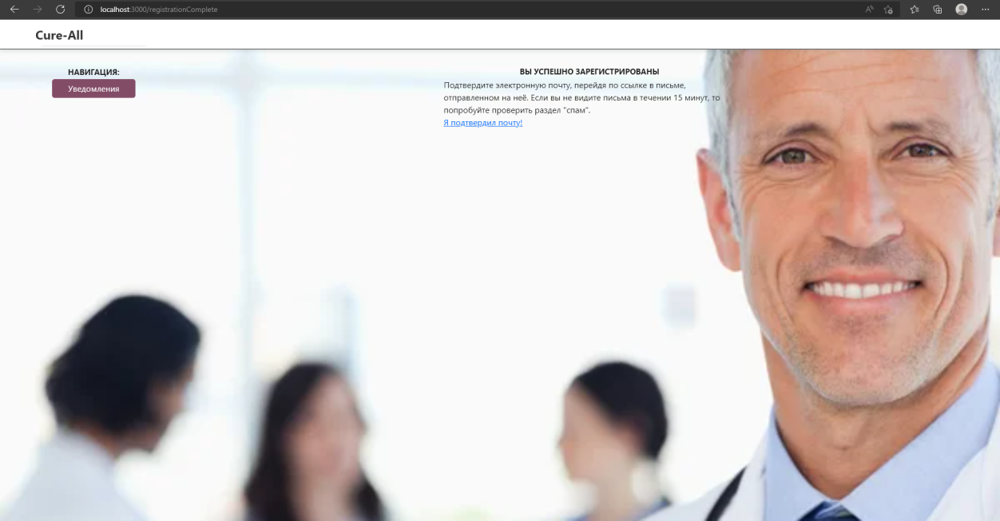 localhost:3000/registrationComplete
Cure-All
НАВИГАЦИЯ:
Уведомления
ВЫ УСПЕШНО ЗАРЕГИСТРИРОВАНЫ
Подтвердите электронную почту, перейдя по ссылке в письме,
отправленном на неё. Если вы не видите письма в течении 15 минут, то
попробуйте проверить раздел "спам".
Я подтвердил почту!